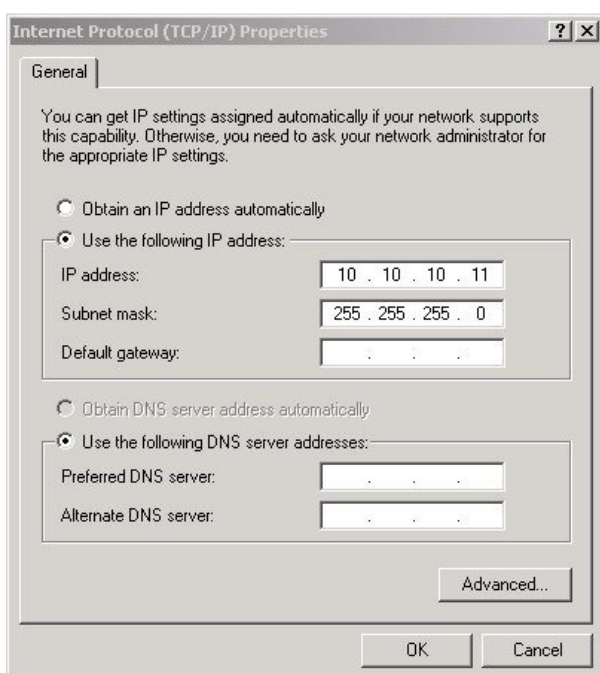 Internet Protocol (TCP/IP) Properties
General
You can get IP settings assigned automatically if your network supports
this capability. Otherwise, you need to ask your network administrator for
the appropriate IP settings.
Obtain an IP address automatically
Use the following IP address:
IP address: 10 . 10 . 10 . 11
Subnet mask: 255 . 255 . 255 . 0
Default gateway: . . .
Obtain DNS server address automatically
Use the following DNS server addresses:
Preferred DNS server: . . .
Alternate DNS server: . . .
Advanced...
OK Cancel